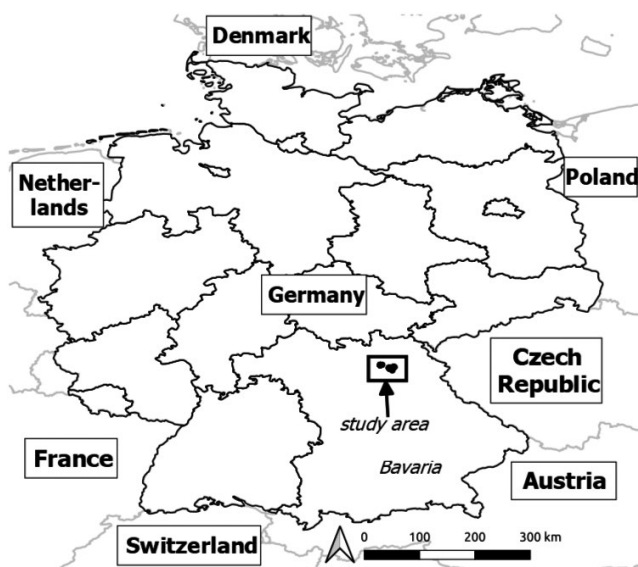 Denmark
Nether-
lands
Poland
Germany
Czech
Republic
study area
Bavaria
France
Austria
Switzerland
0 100 200 300 km